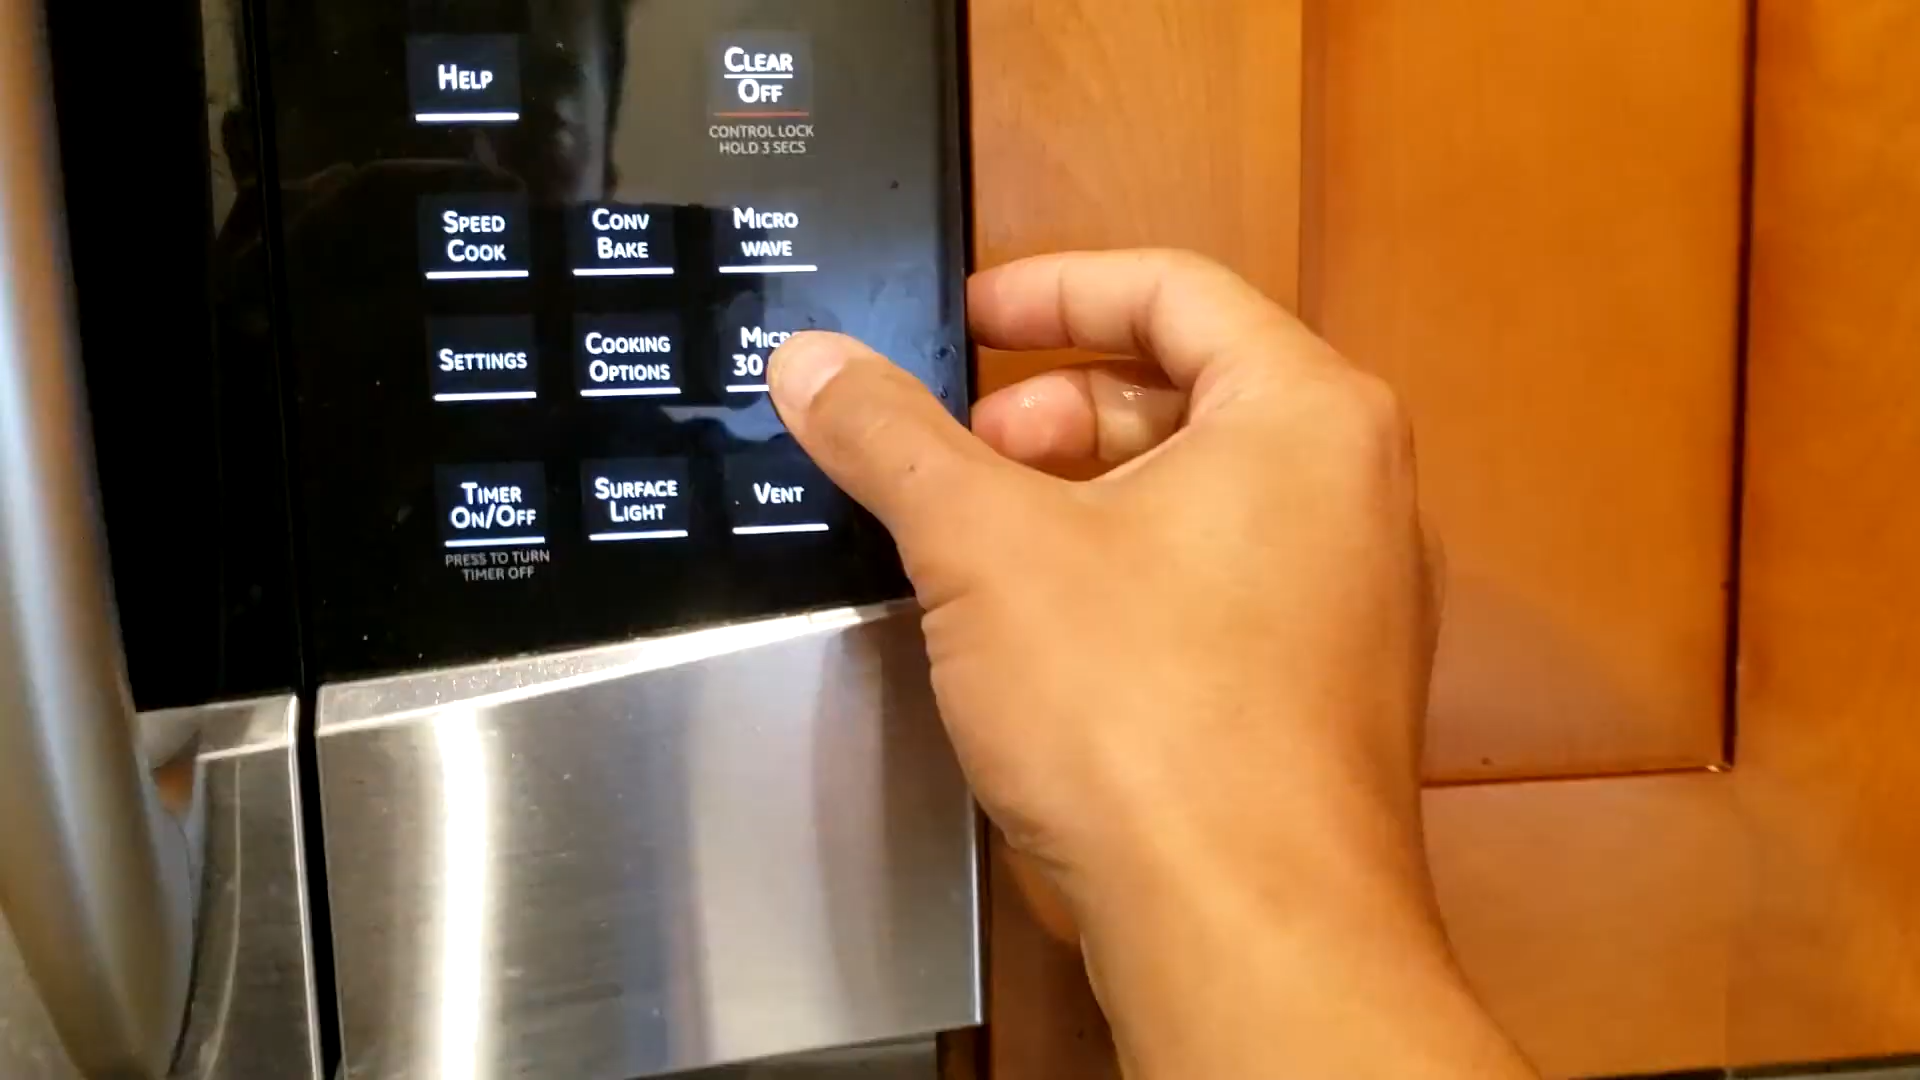 HELP
CLEAR
OFF
CONTROL LOCK
HOLD 3 SECS
SPEED
COOK
CONV
BAKE
MICRO
WAVE
SETTINGS
COOKING
OPTIONS
30
TIMER
ON/OFF
PRESS TO TURN
TIMER OFF
SURFACE
LIGHT
VENT